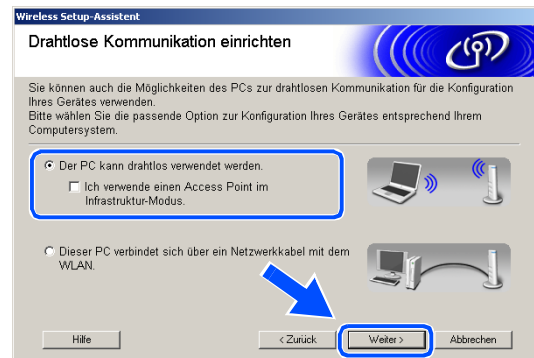 Wireless Setup-Assistent
Drahtlose Kommunikation einrichten
Sie können auch die Möglichkeiten des PCs zur drahtlosen Kommunikation für die Konfiguration
Ihres Gerätes verwenden.
Bitte wählen Sie die passende Option zur Konfiguration Ihres Gerätes entsprechend Ihrem
Computersystem.
Der PC kann drahtlos verwendet werden.
Ich verwende einen Access Point im
Infrastruktur-Modus.
Dieser PC verbindet sich über ein Netzwerkkabel mit dem
WLAN.
Hilfe
< Zurück
Weiter >
Abbrechen